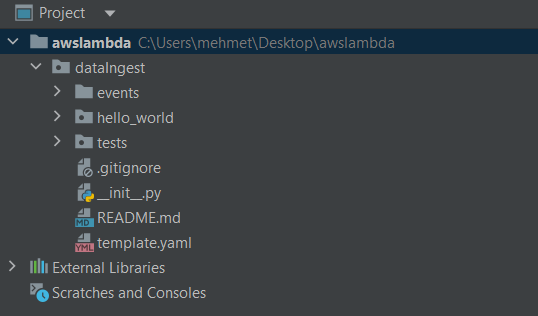 Project
awslambda C:\Users\mehmet\Desktop\awslambda
dataIngest
events
hello_world
tests
.gitignore
__init__.py
MD README.md
YML template.yaml
External Libraries
Scratches and Consoles